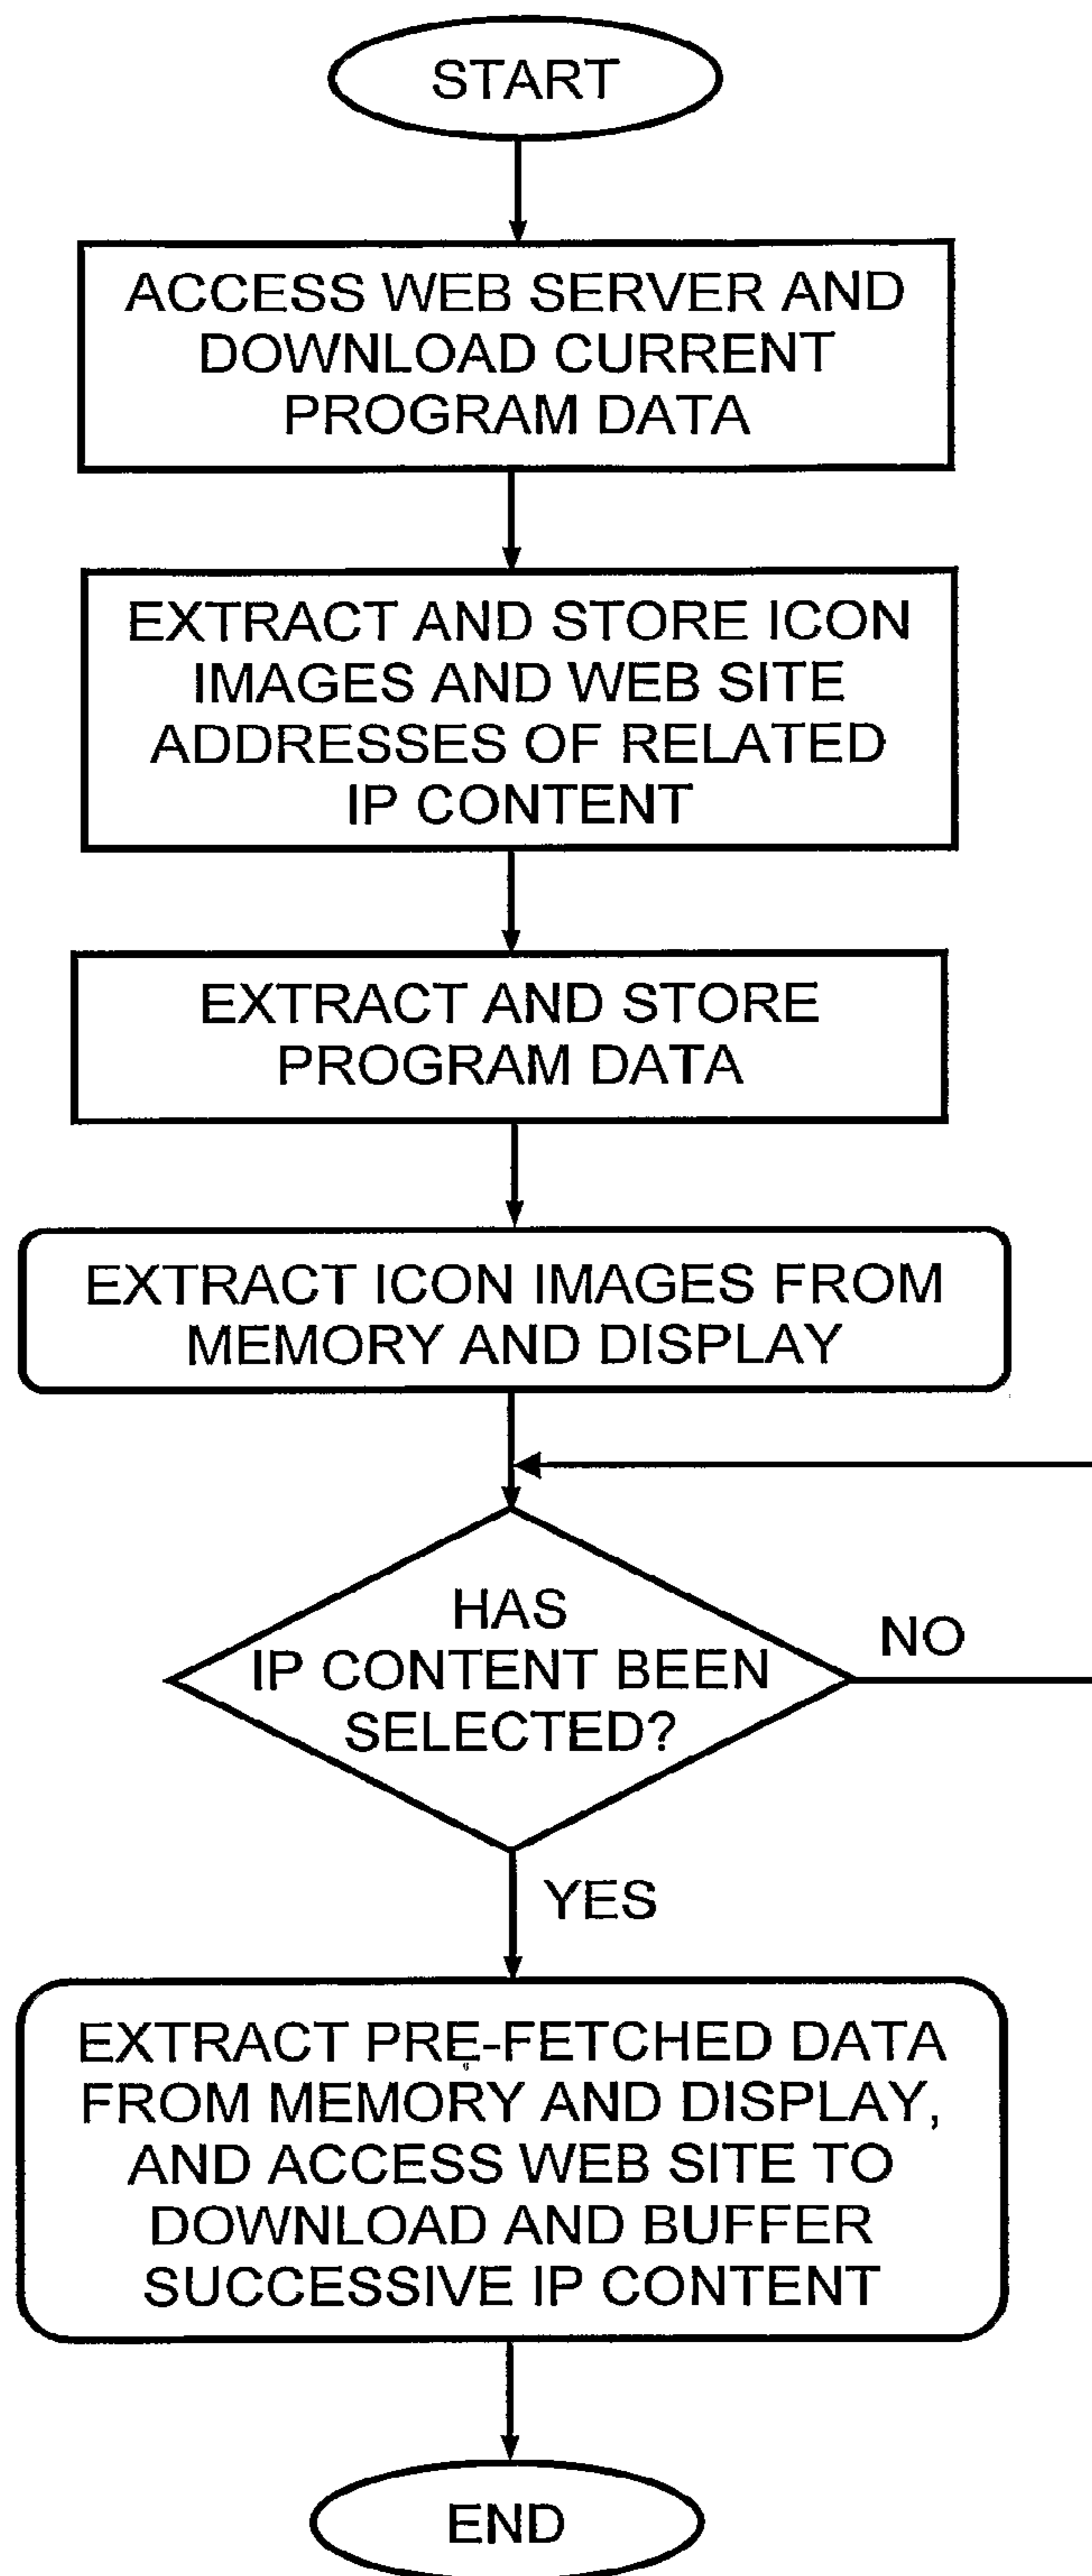 START
ACCESS WEB SERVER AND
DOWNLOAD CURRENT
PROGRAM DATA
EXTRACT AND STORE ICON
IMAGES AND WEB SITE
ADDRESSES OF RELATED
IP CONTENT
EXTRACT AND STORE
PROGRAM DATA
EXTRACT ICON IMAGES FROM
MEMORY AND DISPLAY
HAS
IP CONTENT BEEN
SELECTED?
NO
YES
EXTRACT PRE-FETCHED DATA
FROM MEMORY AND DISPLAY,
AND ACCESS WEB SITE TO
DOWNLOAD AND BUFFER
SUCCESSIVE IP CONTENT
END